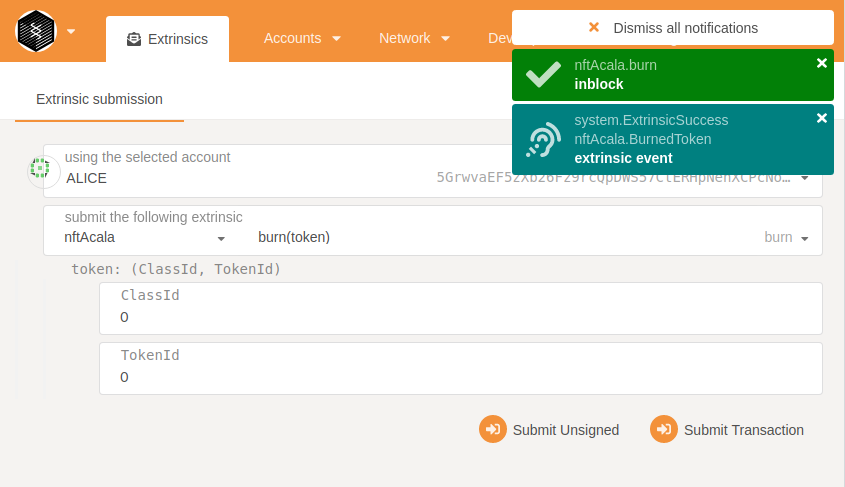 Extrinsics
Accounts
Network
Dismiss all notifications
nftAcala.burn
inblock
system.ExtrinsicSuccess
nftAcala.BurnedToken
extrinsic event
Extrinsic submission
using the selected account
ALICE
submit the following extrinsic
nftAcala
burn(token)
burn
token: (ClassId, TokenId)
ClassId
0
TokenId
0
Submit Unsigned
Submit Transaction